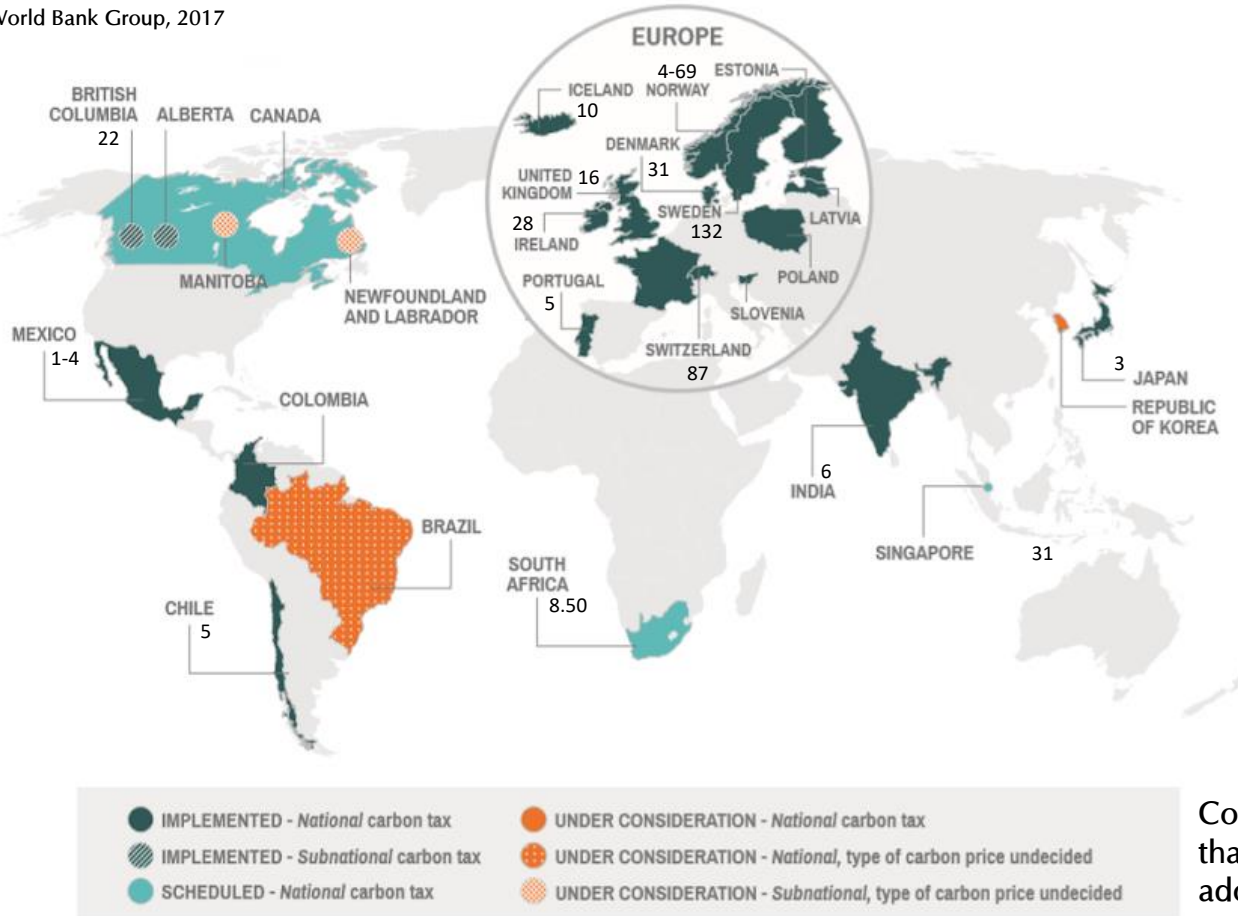 World Bank Group, 2017
EUROPE
4-69
ESTONIA
ICELAND
NORWAY
10
DENMARK
31
UNITED
KINGDOM
16
SWEDEN
132
LATVIA
28
IRELAND
POLAND
PORTUGAL
5
SLOVENIA
SWITZERLAND
87
BRITISH
COLUMBIA
22
ALBERTA
CANADA
MANITOBA
NEWFOUNDLAND
AND LABRADOR
MEXICO
1-4
COLOMBIA
BRAZIL
CHILE
5
SOUTH
AFRICA
8.50
6
INDIA
3
JAPAN
REPUBLIC
OF KOREA
SINGAPORE
31
IMPLEMENTED - National carbon tax
IMPLEMENTED - Subnational carbon tax
SCHEDULED - National carbon tax
UNDER CONSIDERATION - National carbon tax
UNDER CONSIDERATION - National, type of carbon price undecided
UNDER CONSIDERATION - Subnational, type of carbon price undecided
Co
tha
ado